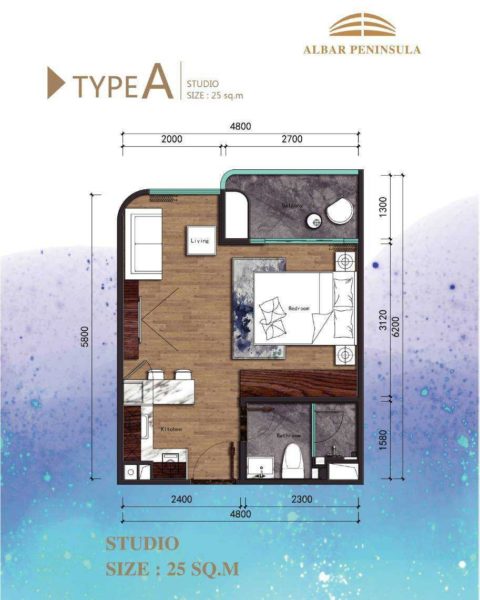 ALBAR PENINSULA
TYPE A
STUDIO
SIZE : 25 sq.m
4800
2000
2700
Balcony
1300
Living
Bedroom
5800
3120
6200
Kitchen
Bathroom
1580
2400
2300
4800
STUDIO
SIZE : 25 SQ.M